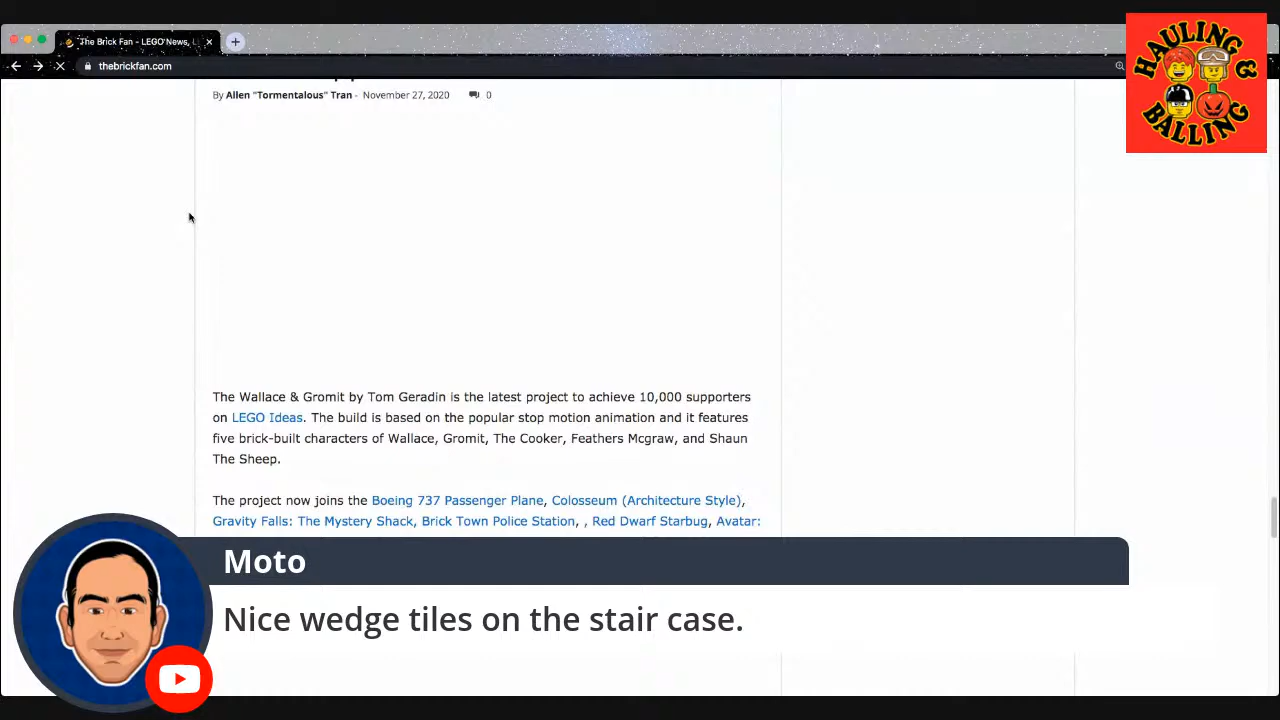 The Brick Fan - LEGO News, L
thebrickfan.com
HAULING &
BALLING
By Allen "Tormentalous" Tran - November 27, 2020 0
The Wallace & Gromit by Tom Geradin is the latest project to achieve 10,000 supporters
on LEGO Ideas. The build is based on the popular stop motion animation and it features
five brick-built characters of Wallace, Gromit, The Cooker, Feathers Mcgraw, and Shaun
The Sheep.
The project now joins the Boeing 737 Passenger Plane, Colosseum (Architecture Style),
Gravity Falls: The Mystery Shack, Brick Town Police Station, , Red Dwarf Starbug, Avatar:
Moto
Nice wedge tiles on the stair case.